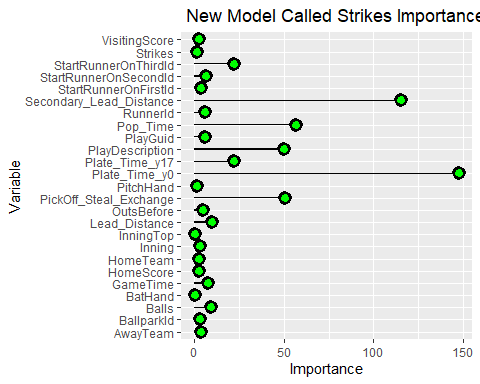 New Model Called Strikes Importance
VisitingScore
Strikes
StartRunnerOnThirdId
StartRunnerOnSecondId
StartRunnerOnFirstId
Secondary_Lead_Distance
RunnerId
Pop_Time
PlayGuid
PlayDescription
Plate_Time_y17
Plate_Time_y0
PitchHand
PickOff_Steal_Exchange
OutsBefore
Lead_Distance
InningTop
Inning
HomeTeam
HomeScore
GameTime
BatHand
Balls
BallparkId
AwayTeam
Variable
0 50 100 150
Importance